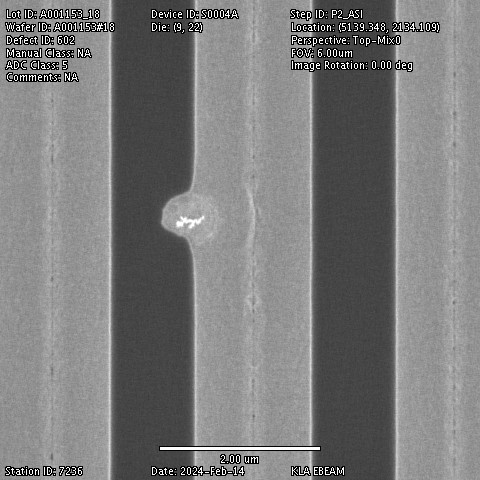 Lot ID: A001153_18
Device ID: S0004A
Step ID: P2_ASI
Wafer ID: A001153#18
Die: (9, 22)
Location: (5139.348, 2134.109)
Defect ID: 602
Perspective: Top-Mix0
Manual Class: NA
FOV: 6.00um
ADC Class: 5
Image Rotation: 0.00 deg
Comments: NA
2.00 um
Station ID: 7236
Date: 2024-Feb-14
KLA EBEAM